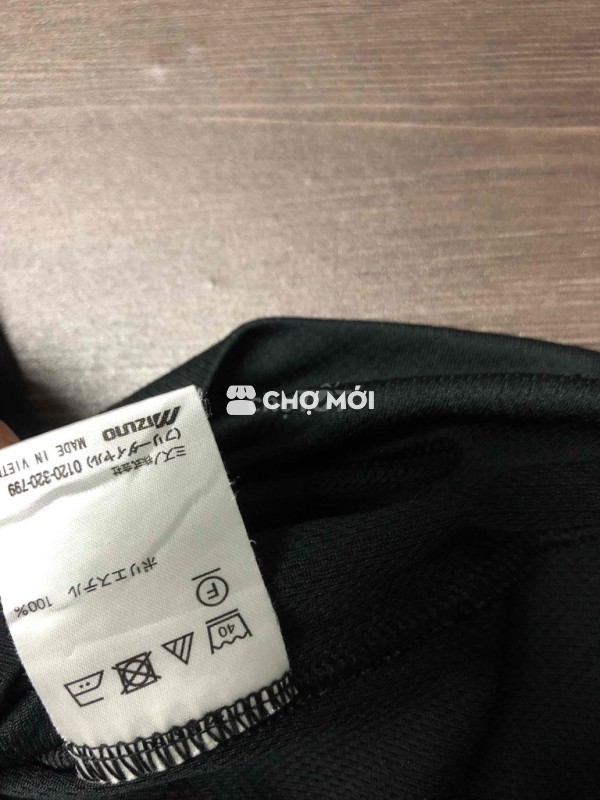 CHỢ MỚI
40
F
ポリエステル 100%
ミズノ株式会社
(フリーダイヤル) 0120-320-799
MIZUNO MADE IN VIETN